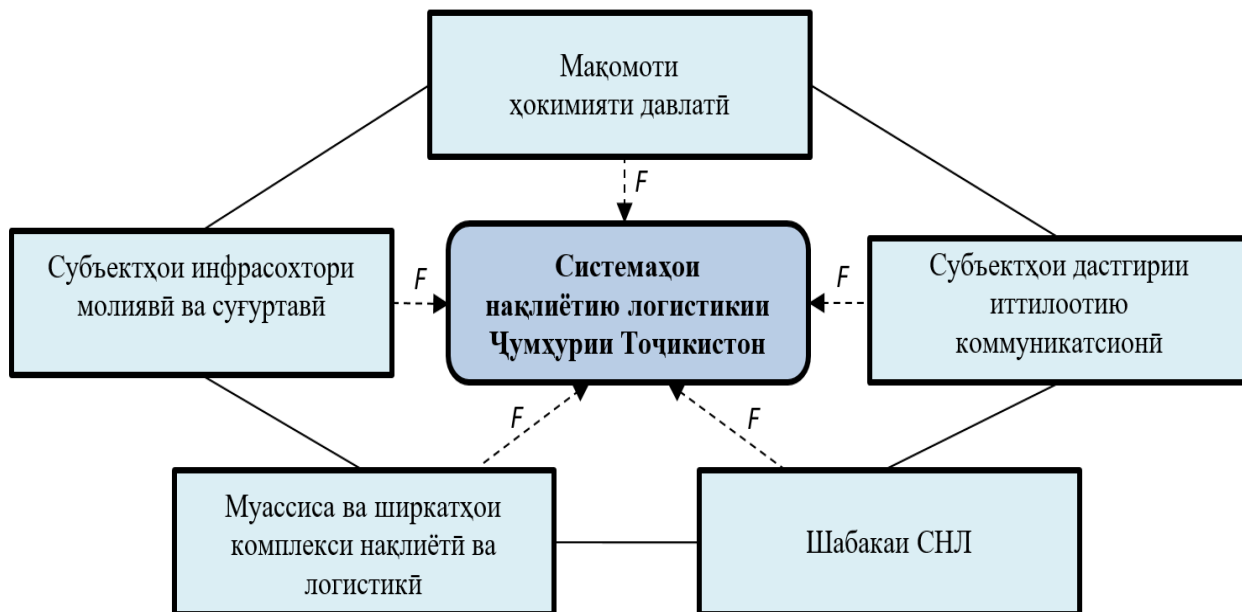 Мақомоти
ҳокимияти давлатӣ
F
Субъектҳои инфрасохтори
молиявӣ ва суғуртавӣ
F
Системаҳои
нақлиётию логистикии
Ҷумҳурии Тоҷикистон
F
Субъектҳои дастгирии
иттилоотию
коммуникатсионӣ
F
F
Муассиса ва ширкатҳои
комплекси нақлиётӣ ва
логистикӣ
Шабакаи СНЛ